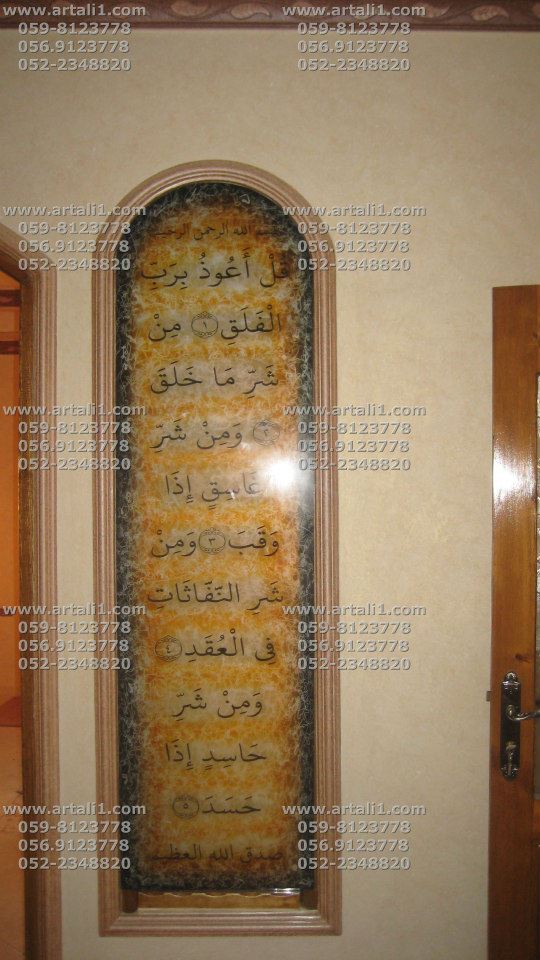 www.artali1.com www.artali1.com
059-8123778 059-8123778
056.9123778 056.9123778
052-2348820 052-2348820
www.artali1.com www.artali1.com
059-8123778 059-8123778
056.9123778 056.9123778
052-2348820 052-2348820
بسم الله الرحمن الرحيم
قُلْ أَعُوذُ بِرَبِّ
الْفَلَقِ ١ مِنْ
شَرِّ مَا خَلَقَ
www.artali1.com www.artali1.com
059-8123778 059-8123778
056.9123778 056.9123778
052-2348820 052-2348820
٢ وَمِنْ شَرِّ
غَاسِقٍ إِذَا
وَقَبَ ٣ وَمِنْ
شَرِ النَّفَّاثَاتِ
www.artali1.com www.artali1.com
059-8123778 059-8123778
056.9123778 056.9123778
052-2348820 052-2348820
فِى الْعُقَدِ ٤
وَمِنْ شَرِّ
حَاسِدٍ إِذَا
حَسَدَ ٥
www.artali1.com www.artali1.com
059-8123778 059-8123778
056.9123778 056.9123778
052-2348820 052-2348820
صدق الله العظيم